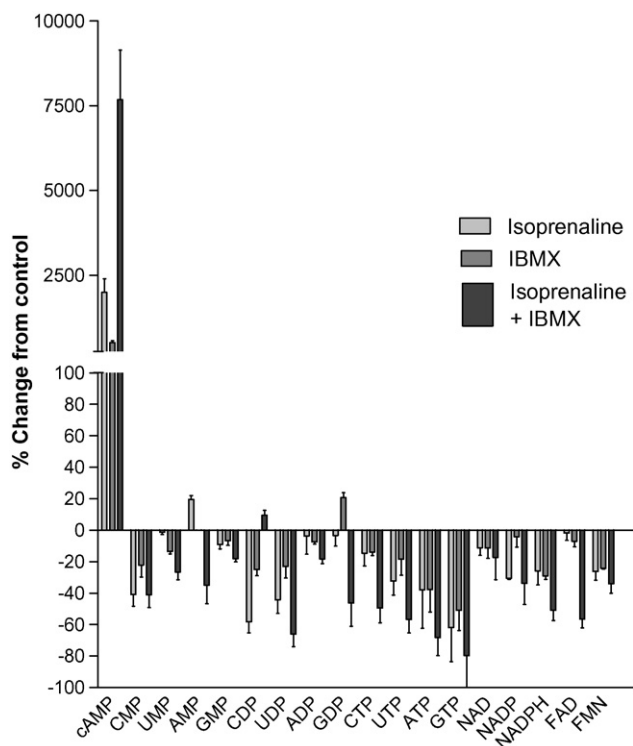 % Change from control
10000
7500
5000
2500
100
80
60
40
20
0
-20
-40
-60
-80
-100
Isoprenaline
IBMX
Isoprenaline
+ IBMX
cAMP
CMP
UMP
AMP
GMP
CDP
UDP
ADP
GDP
CTP
UTP
ATP
GTP
NAD
NADP
NADPH
FAD
FMN